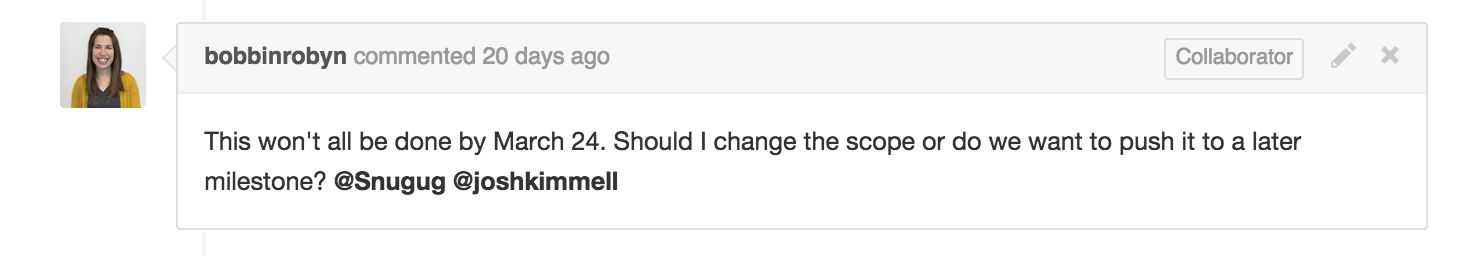 bobbinrobyn commented 20 days ago Collaborator
This won't all be done by March 24. Should I change the scope or do we want to push it to a later
milestone? @Snugug @joshkimmell